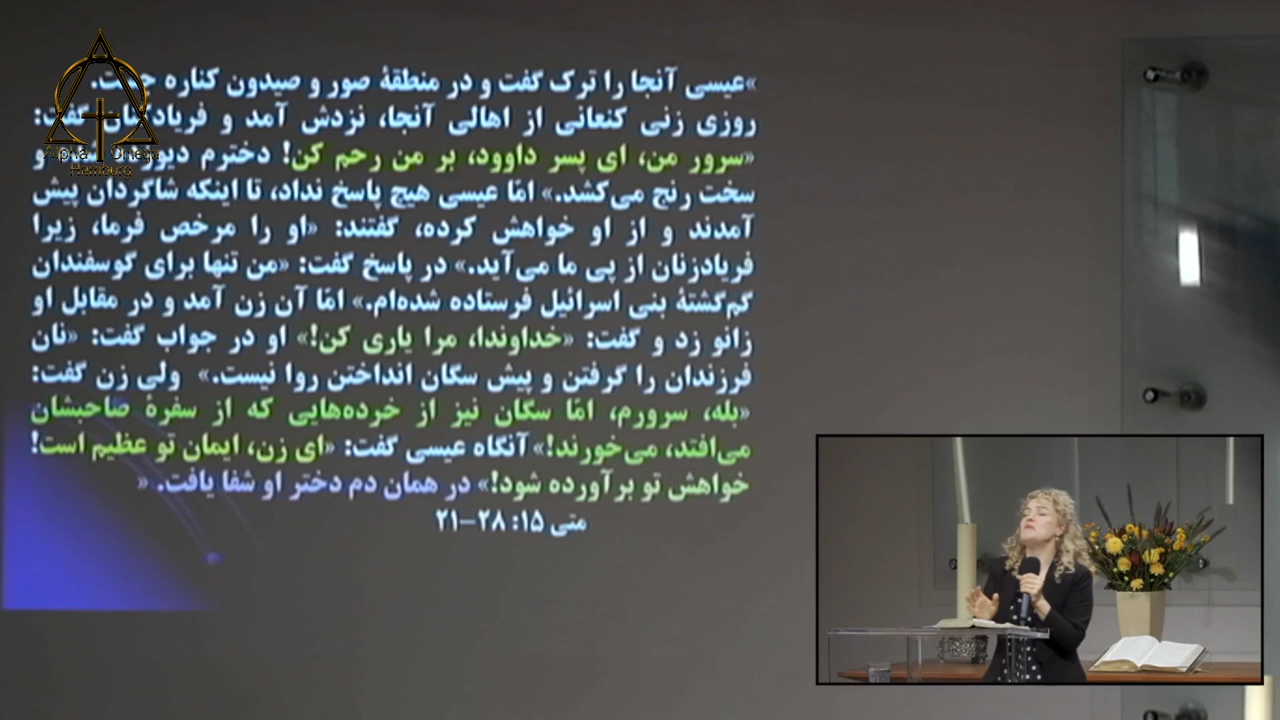 »عیسی آنجا را ترک گفت و در منطقهٔ صور و صیدون کناره جست.
روزی زنی کنعانی از اهالی آنجا، نزدش آمد و فریادکنان گفت:
«سرور من، ای پسر داوود، بر من رحم کن! دخترم و
سخت رنج می‌کشد.» امّا عیسی هیچ پاسخ نداد، تا اینکه شاگردان پیش
آمدند و از او خواهش کرده، گفتند: «او را مرخص فرما، زیرا
فریادزنان از پی ما می‌آید.» در پاسخ گفت: «من تنها برای گوسفندان
گم‌گشتهٔ بنی اسرائیل فرستاده شده‌ام.» امّا آن زن آمد و در مقابل او
زانو زد و گفت: «خداوندا، مرا یاری کن!» او در جواب گفت: «نان
فرزندان را گرفتن و پیش سگان انداختن روا نیست.» ولی زن گفت:
«بله، سرورم، امّا سگان نیز از خرده‌هایی که از سفرهٔ صاحبشان
می‌افتد، می‌خورند!» آنگاه عیسی گفت: «ای زن، ایمان تو عظیم است!
خواهش تو برآورده شود!» در همان دم دختر او شفا یافت. «
متی ۱۵: ۲۸–۲۱
Alpha Omega
Hamburg